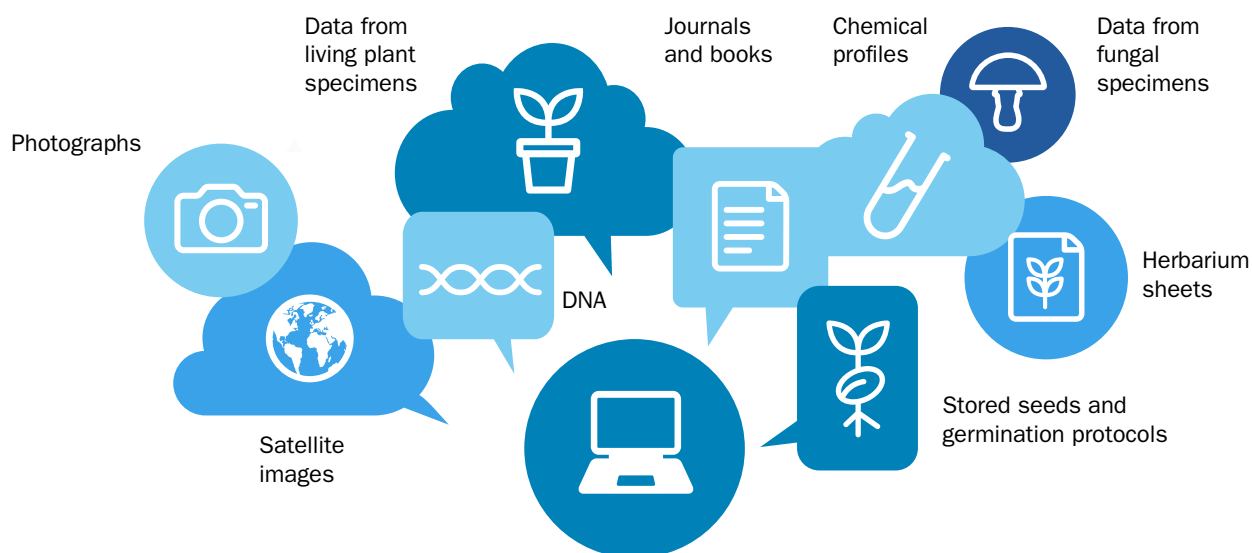 Data from
living plant
specimens
Journals
and books
Chemical
profiles
Data from
fungal
specimens
Photographs
DNA
Herbarium
sheets
Satellite
images
Stored seeds and
germination protocols